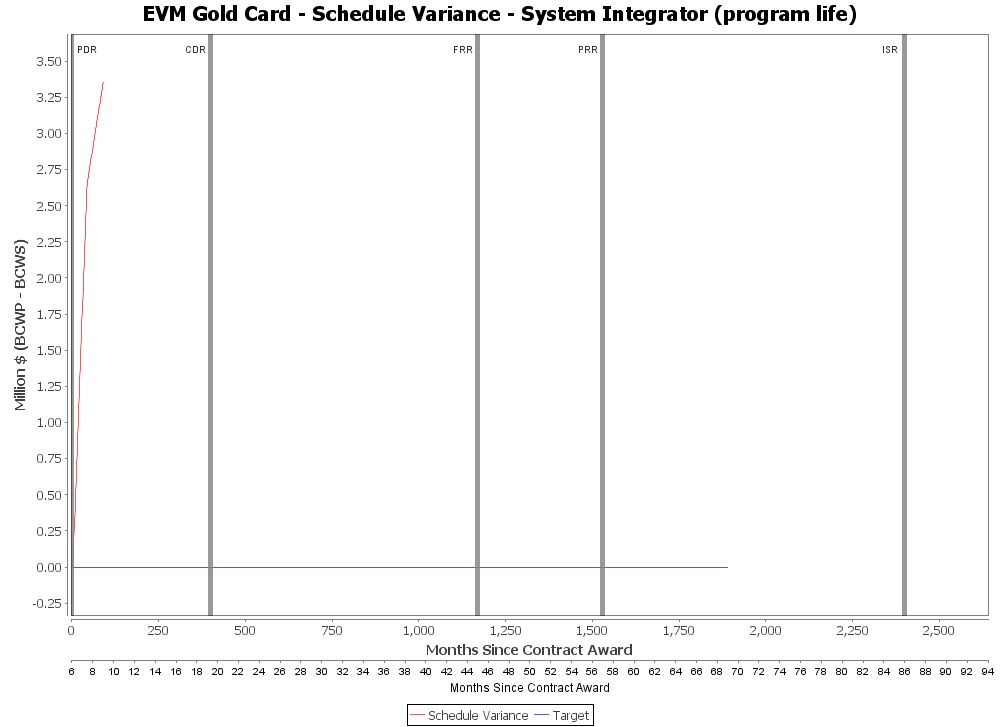 EVM Gold Card - Schedule Variance - System Integrator (program life)
PDR CDR FRR PRR ISR
3.50
3.25
3.00
2.75
2.50
2.25
2.00
1.75
1.50
1.25
1.00
0.75
0.50
0.25
0.00
-0.25
Million $ (BCWP - BCWS)
0 250 500 750 1,000 1,250 1,500 1,750 2,000 2,250 2,500
Months Since Contract Award
6 8 10 12 14 16 18 20 22 24 26 28 30 32 34 36 38 40 42 44 46 48 50 52 54 56 58 60 62 64 66 68 70 72 74 76 78 80 82 84 86 88 90 92 94
Months Since Contract Award
Schedule Variance Target